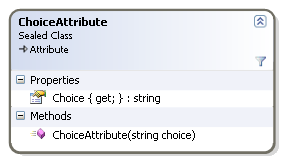 ChoiceAttribute
Sealed Class
Attribute
Properties
Choice { get; } : string
Methods
ChoiceAttribute(string choice)